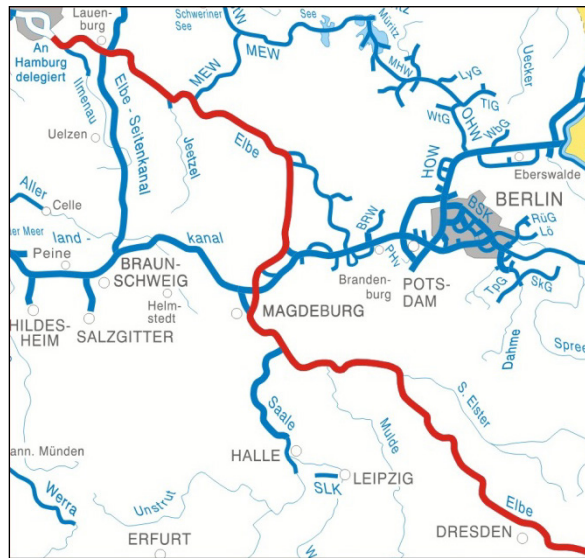 Lauen-
burg
Schweriner
See
See
Müritz
MEW
An
Hamburg
delegiert
Ilmenau
Elbe - Seitenkanal
MEW
MHW
LyG
Uecker
TlG
WtG
OHW
WbG
Uelzen
Jeetzel
Elbe
HOW
Eberswalde
Aller
Celle
BERLIN
BSK
RüG
Lö
BRW
er Meer
land -
kanal
Peine
BRAUN-
SCHWEIG
Helm-
stedt
Branden-
burg
PHv
POTS-
DAM
TpG
SkG
HILDES-
HEIM
SALZGITTER
MAGDEBURG
Dahme
Spree
Saale
Mulde
S. Elster
ann. Münden
HALLE
LEIPZIG
SLK
Werra
Unstrut
Elbe
ERFURT
DRESDEN
W